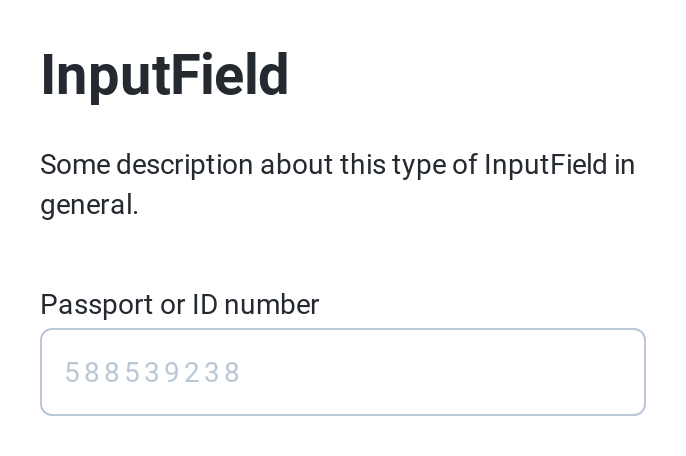 InputField
Some description about this type of InputField in
general.
Passport or ID number
588539238